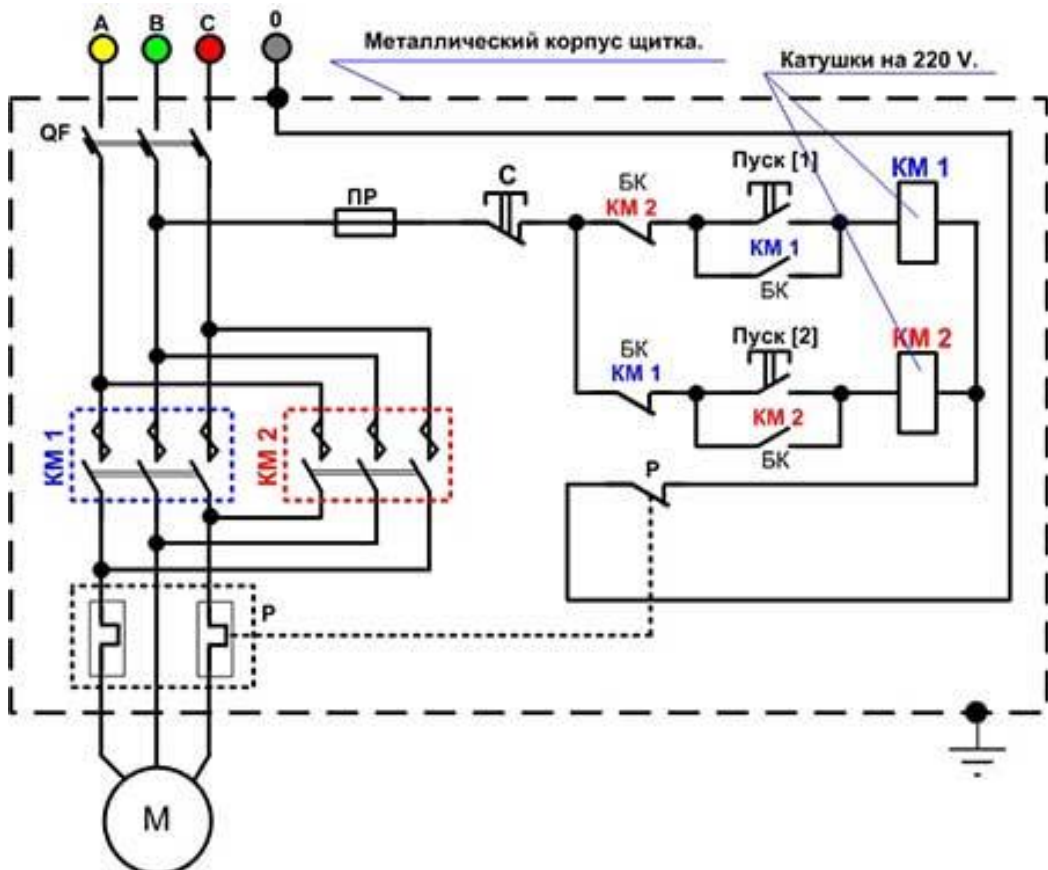 A B C 0
Металлический корпус щитка.
Катушки на 220 V.
QF
ПР
С
БК
КМ 2
Пуск [1]
КМ 1
КМ 1
БК
БК
КМ 1
Пуск [2]
КМ 2
КМ 2
БК
КМ 1
КМ 2
Р
Р
М